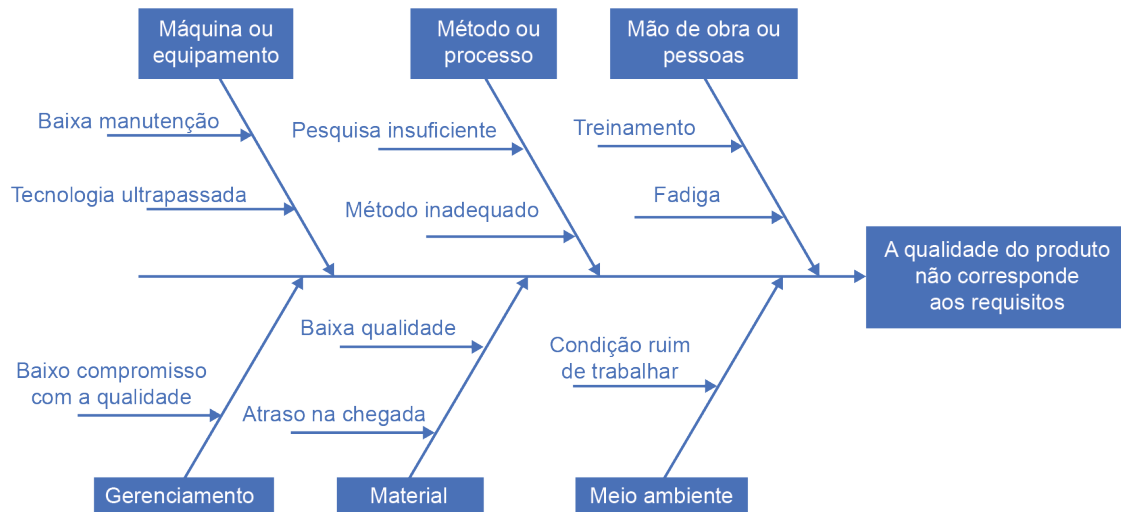 Máquina ou
equipamento
Método ou
processo
Mão de obra ou
pessoas
Baixa manutenção
Pesquisa insuficiente
Treinamento
Tecnologia ultrapassada
Método inadequado
Fadiga
A qualidade do produto
não corresponde
aos requisitos
Baixo compromisso
com a qualidade
Baixa qualidade
Atraso na chegada
Condição ruim
de trabalhar
Gerenciamento
Material
Meio ambiente